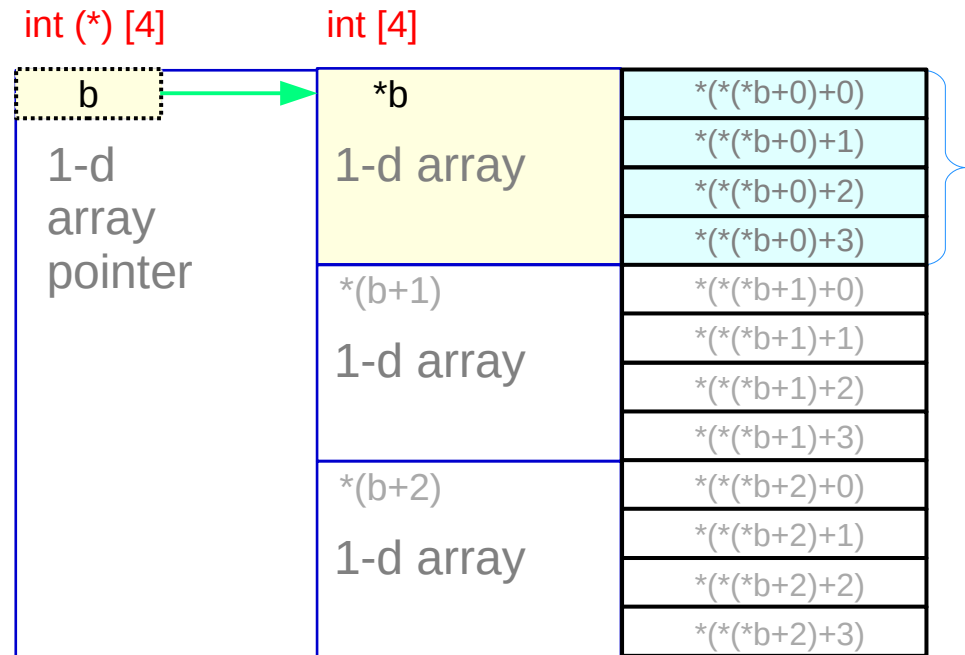 int (*) [4]
int [4]
b
1-d
array
pointer
*b
1-d array
*(*(*b+0)+0)
*(*(*b+0)+1)
*(*(*b+0)+2)
*(*(*b+0)+3)
*(b+1)
1-d array
*(*(*b+1)+0)
*(*(*b+1)+1)
*(*(*b+1)+2)
*(*(*b+1)+3)
*(b+2)
1-d array
*(*(*b+2)+0)
*(*(*b+2)+1)
*(*(*b+2)+2)
*(*(*b+2)+3)